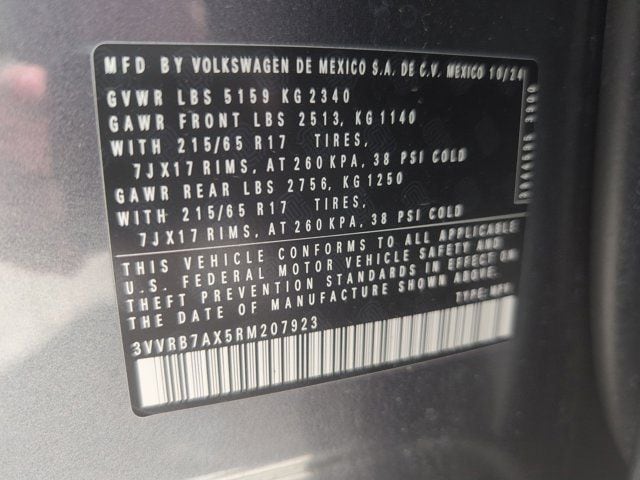 MFD BY VOLKSWAGEN DE MEXICO S.A. DE C.V. MEXICO 10/24
GVWR LBS 5159 KG 2340
GAWR FRONT LBS 2513, KG 1140
WITH 215/65 R17 TIRES,
7JX17 RIMS, AT 260 KPA, 38 PSI COLD
GAWR REAR LBS 2756, KG 1250
WITH 215/65 R17 TIRES,
7JX17 RIMS, AT 260 KPA, 38 PSI COLD
THIS VEHICLE CONFORMS TO ALL APPLICABLE
U.S. FEDERAL MOTOR VEHICLE SAFETY AND
THEFT PREVENTION STANDARDS IN EFFECT ON
THE DATE OF MANUFACTURE SHOWN ABOVE.
TYPE: MPV
3VVRB7AX5RM207923